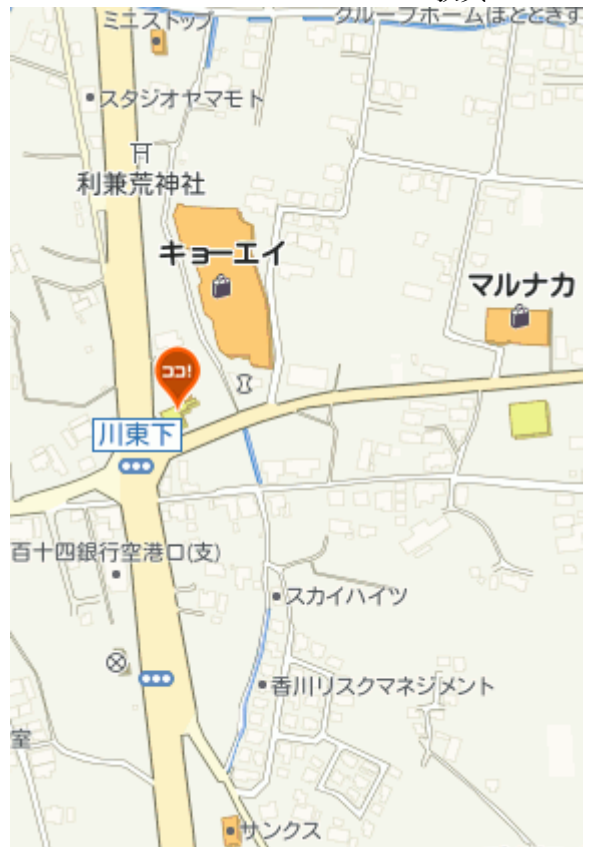 グループホームほととぎす
ミニストップ
スタジオヤマモト
利兼荒神社
キョーエイ
マルナカ
ココ!
川東下
百十四銀行空港口(支)
スカイハイツ
香川リスクマネジメント
室
サンクス